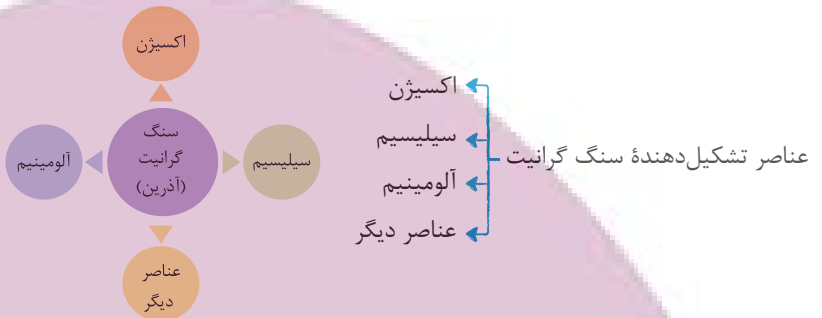 عناصر تشکیل‌دهندهٔ سنگ گرانیت
اکسیژن
سیلیسیم
آلومینیم
عناصر دیگر
اکسیژن
سیلیسیم
سنگ
گرانیت
(آذرین)
آلومینیم
عناصر
دیگر